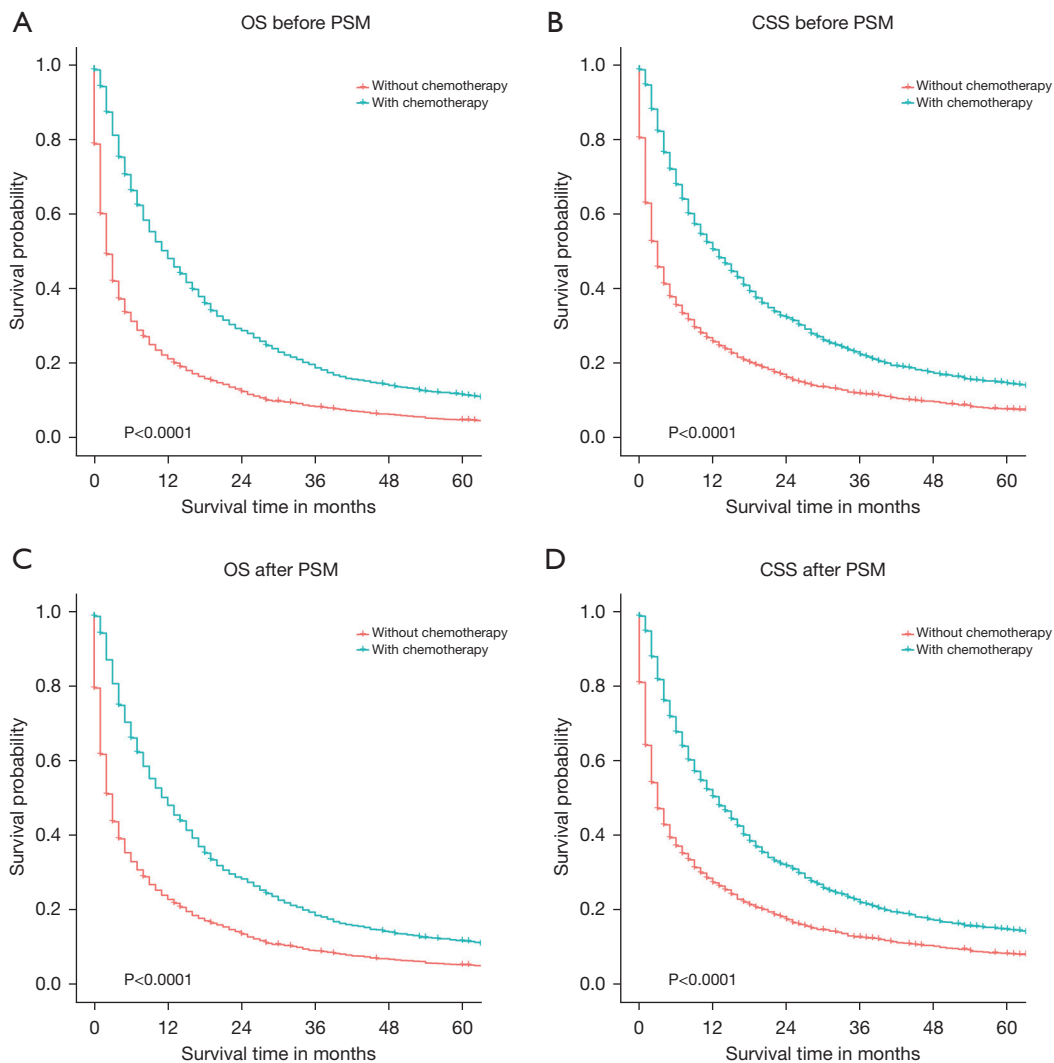 A
OS before PSM
Survival probability
1.0
0.8
0.6
0.4
0.2
0.0
Without chemotherapy
With chemotherapy
P<0.0001
0 12 24 36 48 60
Survival time in months
B
CSS before PSM
Survival probability
1.0
0.8
0.6
0.4
0.2
0.0
Without chemotherapy
With chemotherapy
P<0.0001
0 12 24 36 48 60
Survival time in months
C
OS after PSM
Survival probability
1.0
0.8
0.6
0.4
0.2
0.0
Without chemotherapy
With chemotherapy
P<0.0001
0 12 24 36 48 60
Survival time in months
D
CSS after PSM
Survival probability
1.0
0.8
0.6
0.4
0.2
0.0
Without chemotherapy
With chemotherapy
P<0.0001
0 12 24 36 48 60
Survival time in months